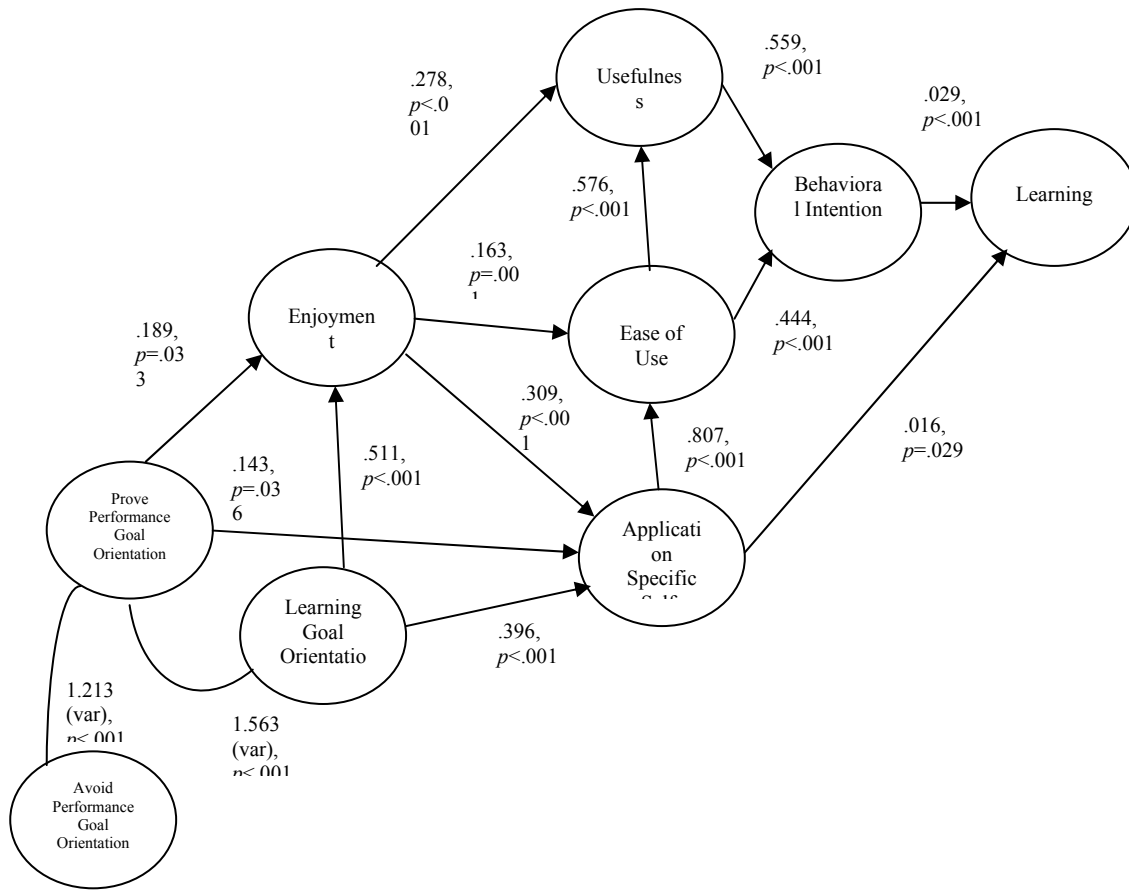 .278,
p<.0
01
Usefulnes
s
.559,
p<.001
.029,
p<.001
.576,
p<.001
Behaviora
l Intention
Learning
.163,
p=.00
Enjoymen
t
Ease of
Use
.444,
p<.001
.189,
p=.03
3
.309,
p<.00
1
.511,
p<.001
.143,
p=.03
6
.807,
p<.001
.016,
p=.029
Prove
Performance
Goal
Orientation
Applicati
on
Specific
Learning
Goal
Orientatio
.396,
p<.001
1.213
(var),
p<.001
1.563
(var),
p<.001
Avoid
Performance
Goal
Orientation